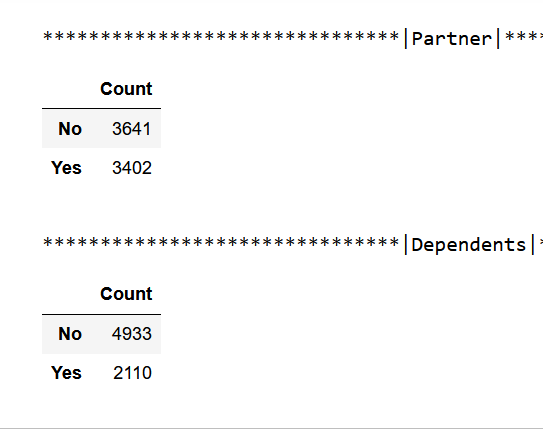 *******************************|Partner|****
Count
No 3641
Yes 3402
*******************************|Dependents|*
Count
No 4933
Yes 2110